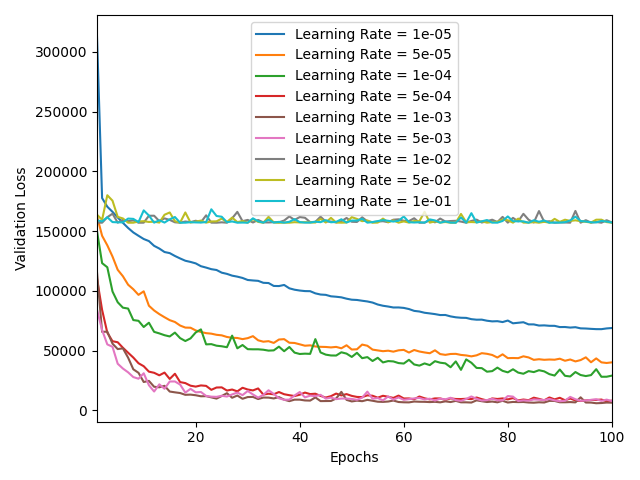 Learning Rate = 1e-05
Learning Rate = 5e-05
Learning Rate = 1e-04
Learning Rate = 5e-04
Learning Rate = 1e-03
Learning Rate = 5e-03
Learning Rate = 1e-02
Learning Rate = 5e-02
Learning Rate = 1e-01
Validation Loss
300000
250000
200000
150000
100000
50000
0
20 40 60 80 100
Epochs